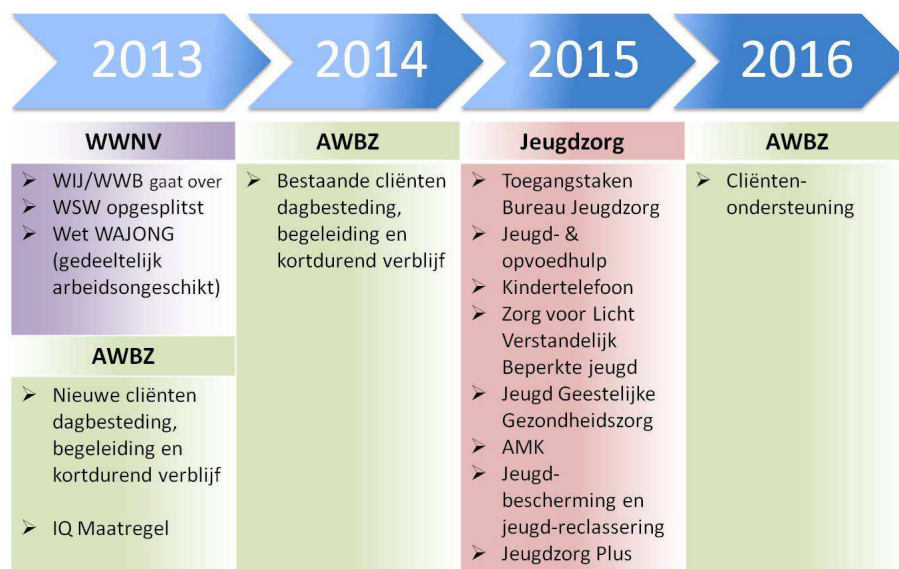 2013
2014
2015
2016
WWNV
WIJ/WWB gaat over
WSW opgesplitst
Wet WAJONG
(gedeeltelijk
arbeidsongeschikt)
AWBZ
Nieuwe cliënten
dagbesteding,
begeleiding en
kortdurend verblijf
IQ Maatregel
AWBZ
Bestaande cliënten
dagbesteding,
begeleiding en
kortdurend verblijf
Jeugdzorg
Toegangstaken
Bureau Jeugdzorg
Jeugd- &
opvoedhulp
Kindertelefoon
Zorg voor Licht
Verstandelijk
Beperkte jeugd
Jeugd Geestelijke
Gezondheidszorg
AMK
Jeugd-
bescherming en
jeugd-reclassering
Jeugdzorg Plus
AWBZ
Cliënten-
ondersteuning